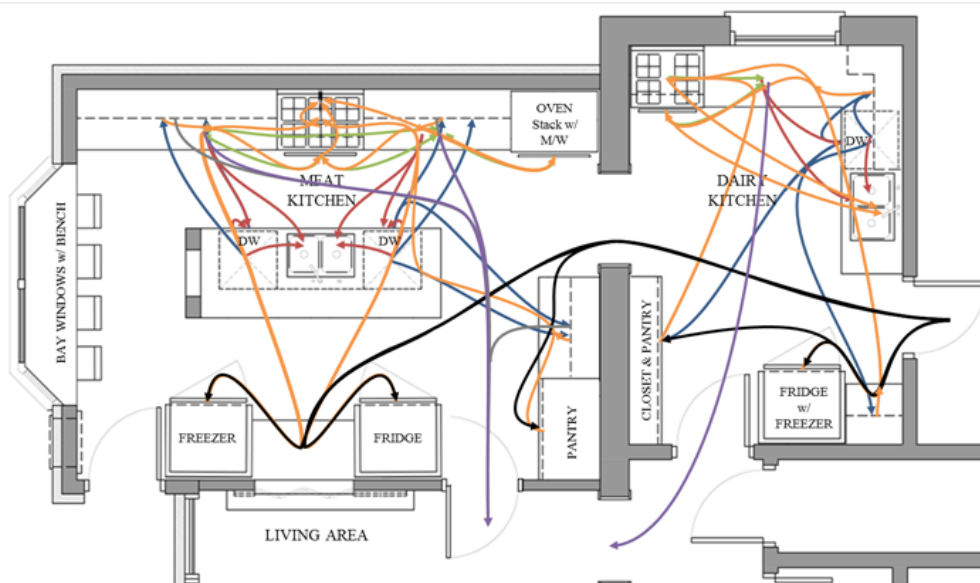 OVEN
Stack w/
M/W
MEAT
KITCHEN
DAIRY
KITCHEN
DW
DW
DW
BAY WINDOWS w/ BENCH
CLOSET & PANTRY
PANTRY
FREEZER
FRIDGE
FRIDGE
w/
FREEZER
LIVING AREA